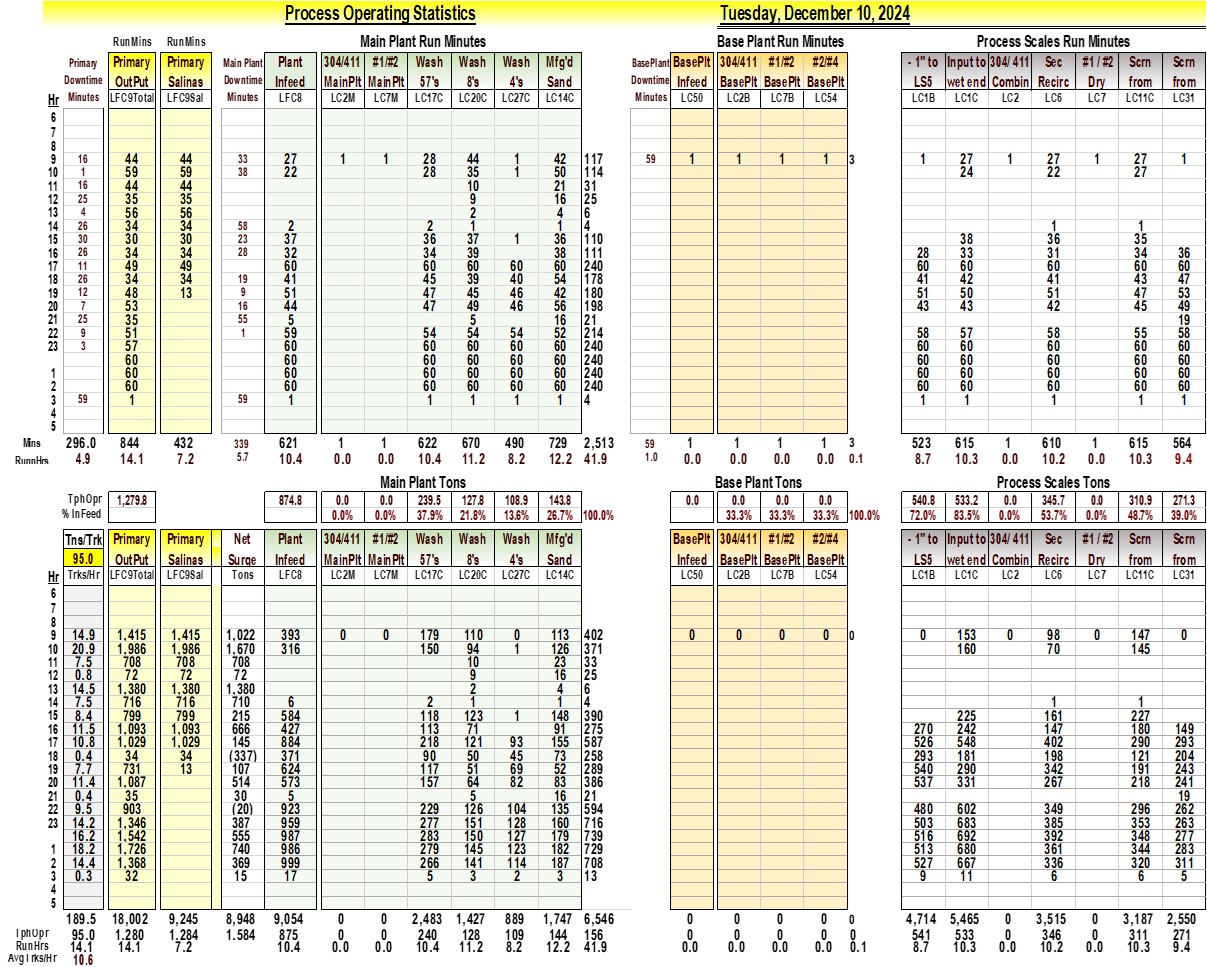 Process Operating Statistics Tuesday, December 10, 2024
RunMins RunMins Main Plant Run Minutes Base Plant Run Minutes Process Scales Run Minutes
Primary Primary Primary Main Plant Plant 304/411 #1/#2 Wash Wash Wash Mfg'd BasePlant BasePlt 304/411 #1/#2 #2/#4 - 1" to Input to 304/ 411 Sec #1 / #2 Scrn Scrn
Downtime OutPut Salinas Downtime Infeed MainPlt MainPlt 57's 8's 4's Sand Downtime Infeed BasePlt BasePlt BasePlt LS5 wet end Combin Recirc Dry from from
Hr Minutes LFC9Total LFC9Sal Minutes LFC8 LC2M LC7M LC17C LC20C LC27C LC14C Minutes LC50 LC2B LC7B LC54 LC1B LC1C LC2 LC6 LC7 LC11C LC31
6
7
8
9 16 44 44 33 27 1 1 28 44 1 42 117 59 1 1 1 1 3 1 27 1 27 1 27 1
10 1 59 59 38 22 28 35 1 50 114 24 22 27
11 16 44 44 10 21 31
12 25 35 35 9 16 25
13 4 56 56 2 4 6
14 26 34 34 58 2 2 1 1 4 1 1
15 30 30 30 23 37 36 37 1 36 110 38 36 35
16 26 34 34 28 32 34 39 38 111 28 33 31 34 36
17 11 49 49 60 60 60 60 60 240 60 60 60 60 60
18 26 34 34 19 41 45 39 40 54 178 41 42 41 43 47
19 12 48 13 9 51 47 45 46 42 180 51 50 51 47 53
20 7 53 16 44 47 49 46 56 198 43 43 42 45 49
21 25 35 55 5 5 16 21 19
22 9 51 1 59 54 54 54 52 214 58 57 58 55 58
23 3 57 60 60 60 60 60 240 60 60 60 60 60
60 60 60 60 60 60 240 60 60 60 60 60
1 60 60 60 60 60 60 240 60 60 60 60 60
2 60 60 60 60 60 60 240 60 60 60 60 60
3 59 1 59 1 1 1 1 1 4 1 1 1 1 1
4
5
Mins 296.0 844 432 339 621 1 1 622 670 490 729 2,513 59 1 1 1 1 3 523 615 1 610 1 615 564
RunnHrs 4.9 14.1 7.2 5.7 10.4 0.0 0.0 10.4 11.2 8.2 12.2 41.9 1.0 0.0 0.0 0.0 0.0 0.1 8.7 10.3 0.0 10.2 0.0 10.3 9.4
Main Plant Tons Base Plant Tons Process Scales Tons
TphOpr 1,279.8 874.8 0.0 0.0 239.5 127.8 108.9 143.8 0.0 0.0 0.0 0.0 540.8 533.2 0.0 345.7 0.0 310.9 271.3
% InFeed 0.0% 0.0% 37.9% 21.8% 13.6% 26.7% 100.0% 33.3% 33.3% 33.3% 100.0% 72.0% 83.5% 0.0% 53.7% 0.0% 48.7% 39.0%
Tns/Trk Primary Primary Net Plant 304/411 #1/#2 Wash Wash Wash Mfg'd BasePlt 304/411 #1/#2 #2/#4 - 1" to Input to 304/ 411 Sec #1 / #2 Scrn Scrn
95.0 OutPut Salinas Surge Infeed MainPlt MainPlt 57's 8's 4's Sand Infeed BasePlt BasePlt BasePlt LS5 wet end Combin Recirc Dry from from
Hr Trks/Hr LFC9Total LFC9Sal Tons LFC8 LC2M LC7M LC17C LC20C LC27C LC14C LC50 LC2B LC7B LC54 LC1B LC1C LC2 LC6 LC7 LC11C LC31
6
7
8
9 14.9 1,415 1,415 1,022 393 0 0 179 110 0 113 402 0 0 0 0 0 0 153 0 98 0 147 0
10 20.9 1,986 1,986 1,670 316 150 94 1 126 371 160 70 145
11 7.5 708 708 708 10 23 33
12 0.8 72 72 72 9 16 25
13 14.5 1,380 1,380 1,380 2 4 6
14 7.5 716 716 710 6 2 1 1 4 1 1
15 8.4 799 799 215 584 118 123 1 148 390 225 161 227
16 11.5 1,093 1,093 666 427 113 71 91 275 270 242 147 180 149
17 10.8 1,029 1,029 145 884 218 121 93 155 587 526 548 402 290 293
18 0.4 34 34 (337) 371 90 50 45 73 258 293 181 198 121 204
19 7.7 731 13 107 624 117 51 69 52 289 540 290 342 191 243
20 11.4 1,087 514 573 157 64 82 83 386 537 331 267 218 241
21 0.4 35 30 5 5 16 21 19
22 9.5 903 (20) 923 229 126 104 135 594 480 602 349 296 262
23 14.2 1,346 387 959 277 151 128 160 716 503 683 385 353 263
16.2 1,542 555 987 283 150 127 179 739 516 692 392 348 277
1 18.2 1,726 740 986 279 145 123 182 729 513 680 361 344 283
2 14.4 1,368 369 999 266 141 114 187 708 527 667 336 320 311
3 0.3 32 15 17 5 3 2 3 13 9 11 6 6 5
4
5
189.5 18,002 9,245 8,948 9,054 0 0 2,483 1,427 889 1,747 6,546 0 0 0 0 0 4,714 5,465 0 3,515 0 3,187 2,550
TphOpr 95.0 1,280 1,284 1.584 875 0 0 240 128 109 144 156 0 0 0 0 0 541 533 0 346 0 311 271
RunHrs 14.1 14.1 7.2 10.4 0.0 0.0 10.4 11.2 8.2 12.2 41.9 0.0 0.0 0.0 0.0 0.1 8.7 10.3 0.0 10.2 0.0 10.3 9.4
AvgTrks/Hr 10.6